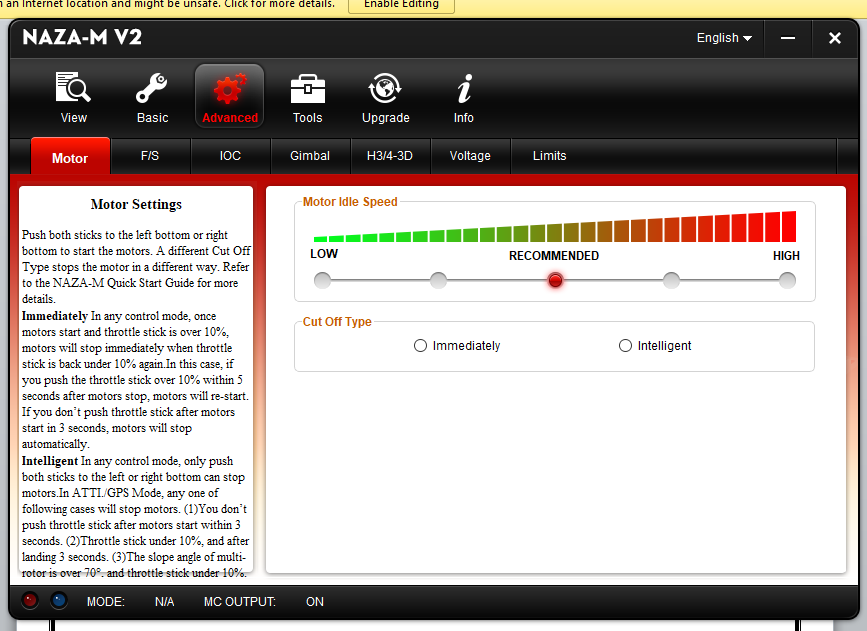 n an Internet location and might be unsafe. Click for more details.
Enable Editing
NAZA-M V2
English
View
Basic
Advanced
Tools
Upgrade
Info
Motor
F/S
IOC
Gimbal
H3/4-3D
Voltage
Limits
Motor Settings
Push both sticks to the left bottom or right
bottom to start the motors. A different Cut Off
Type stops the motor in a different way. Refer
to the NAZA-M Quick Start Guide for more
details.
Immediately In any control mode, once
motors start and throttle stick is over 10%,
motors will stop immediately when throttle
stick is back under 10% again.In this case, if
you push the throttle stick over 10% within 5
seconds after motors stop, motors will re-start.
If you don't push throttle stick after motors
start in 3 seconds, motors will stop
automatically.
Intelligent In any control mode, only push
both sticks to the left or right bottom can stop
motors.In ATTI./GPS Mode, any one of
following cases will stop motors. (1)You don't
push throttle stick after motors start within 3
seconds. (2)Throttle stick under 10%, and after
landing 3 seconds. (3)The slope angle of multi-
rotor is over 70°, and throttle stick under 10%.
Motor Idle Speed
LOW
RECOMMENDED
HIGH
Cut Off Type
Immediately
Intelligent
MODE:
N/A
MC OUTPUT:
ON